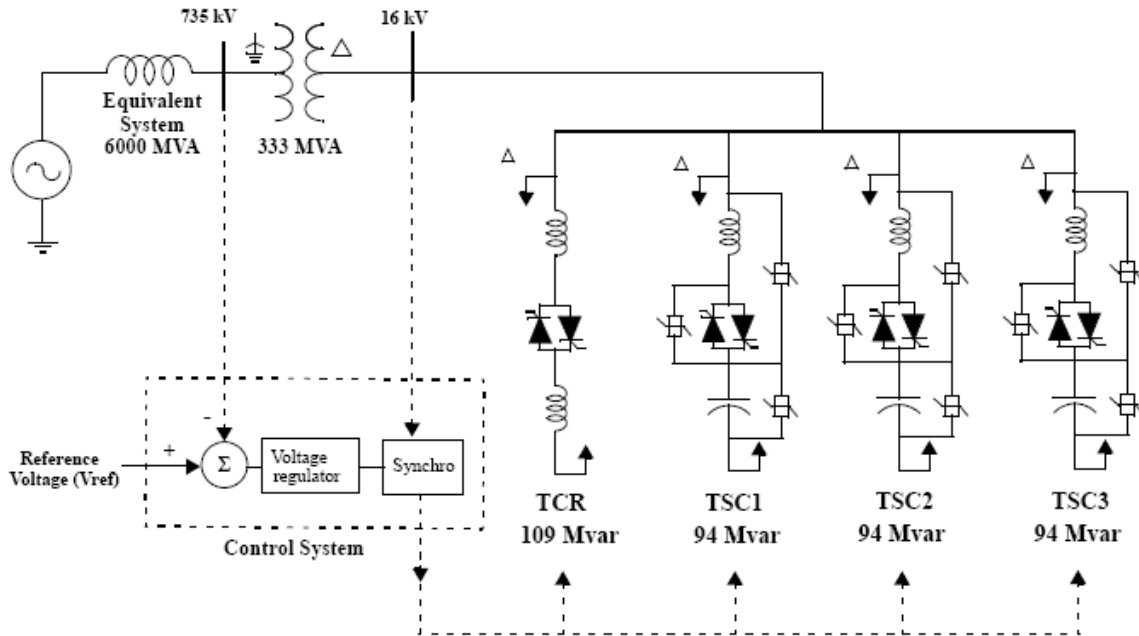 735 kV
16 kV
Δ
Equivalent
System
6000 MVA
333 MVA
Δ
Δ
Δ
Δ
-
+
Reference
Voltage (Vref)
Σ
Voltage
regulator
Synchro
Control System
TCR
109 Mvar
TSC1
94 Mvar
TSC2
94 Mvar
TSC3
94 Mvar